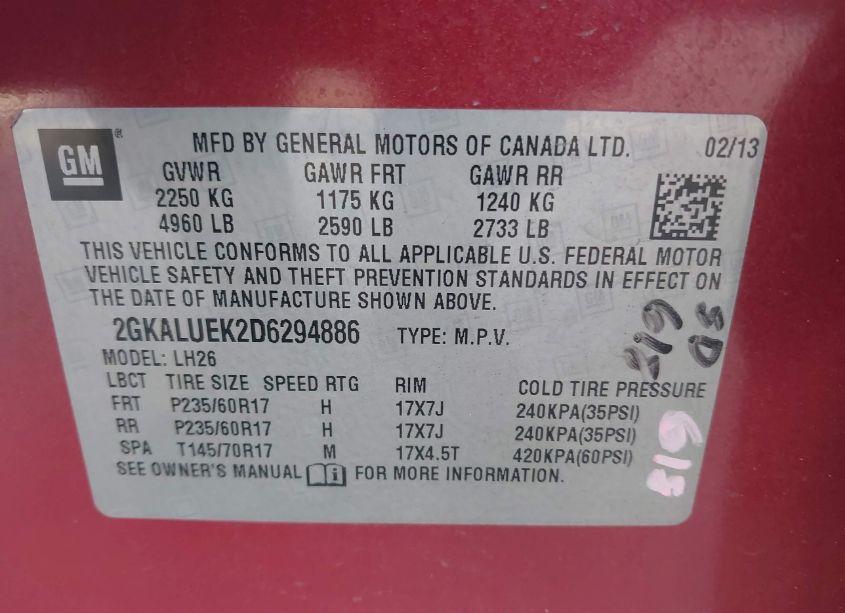 GM ®
MFD BY GENERAL MOTORS OF CANADA LTD. 02/13
GVWR GAWR FRT GAWR RR
2250 KG 1175 KG 1240 KG
4960 LB 2590 LB 2733 LB
THIS VEHICLE CONFORMS TO ALL APPLICABLE U.S. FEDERAL MOTOR
VEHICLE SAFETY AND THEFT PREVENTION STANDARDS IN EFFECT ON
THE DATE OF MANUFACTURE SHOWN ABOVE.
2GKALUEK2D6294886 TYPE: M.P.V.
MODEL: LH26
LBCT TIRE SIZE SPEED RTG RIM COLD TIRE PRESSURE
FRT P235/60R17 H 17X7J 240KPA(35PSI)
RR P235/60R17 H 17X7J 240KPA(35PSI)
SPA T145/70R17 M 17X4.5T 420KPA(60PSI)
SEE OWNER'S MANUAL FOR MORE INFORMATION.
819